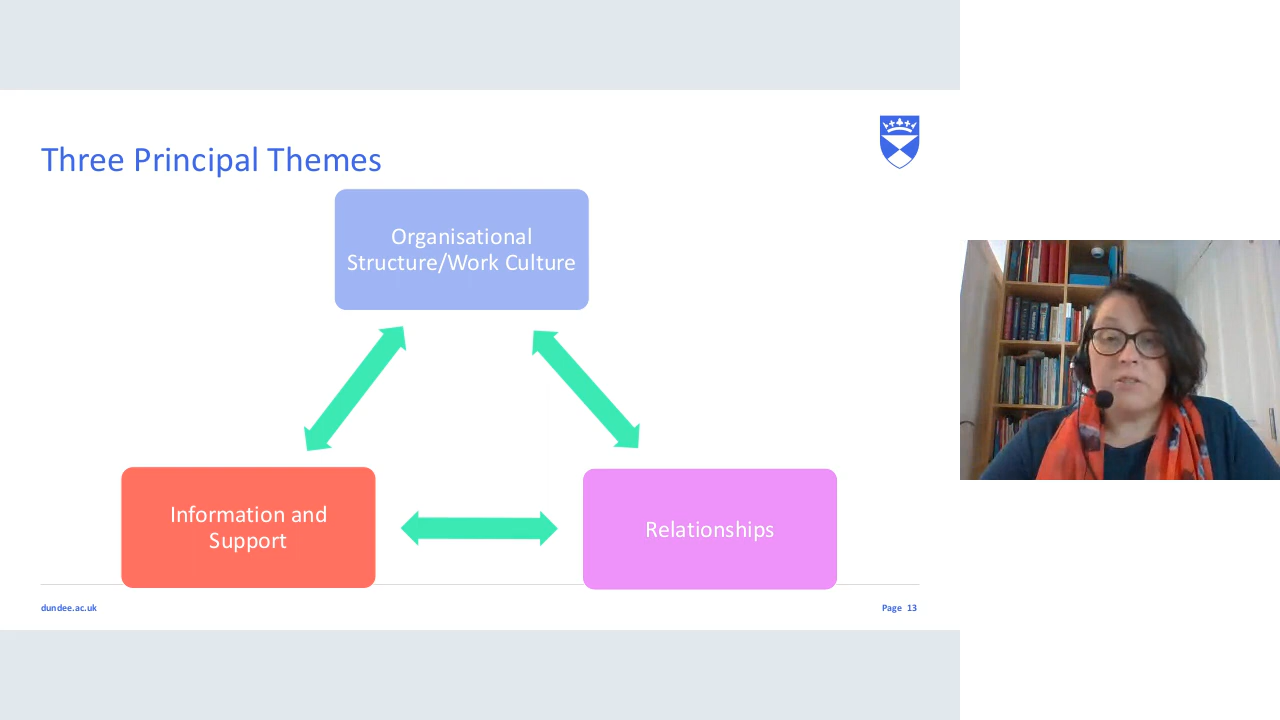 Three Principal Themes
Organisational
Structure/Work Culture
Information and
Support
Relationships
dundee.ac.uk
Page 13